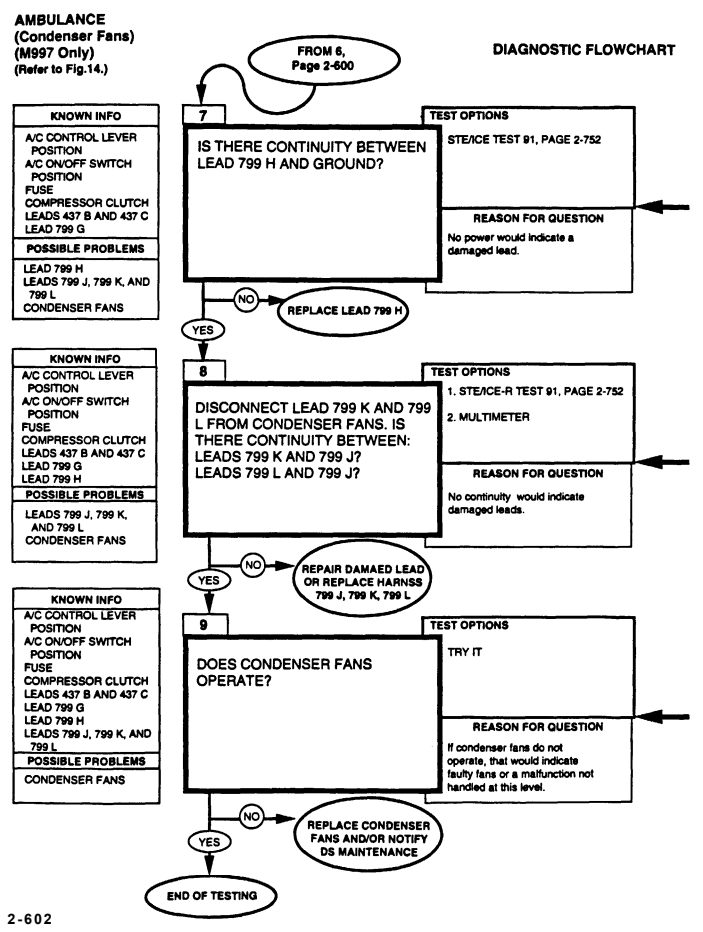 AMBULANCE
(Condenser Fans)
(M997 Only)
(Refer to Fig.14.)
FROM 6,
Page 2-600
DIAGNOSTIC FLOWCHART
KNOWN INFO
A/C CONTROL LEVER
POSITION
A/C ON/OFF SWITCH
POSITION
FUSE
COMPRESSOR CLUTCH
LEADS 437 B AND 437 C
LEAD 799 G
POSSIBLE PROBLEMS
LEAD 799 H
LEADS 799 J, 799 K, AND
799 L
CONDENSER FANS
7
IS THERE CONTINUITY BETWEEN
LEAD 799 H AND GROUND?
TEST OPTIONS
STE/ICE TEST 91, PAGE 2-752
REASON FOR QUESTION
No power would indicate a
damaged lead.
NO
REPLACE LEAD 799 H
YES
KNOWN INFO
A/C CONTROL LEVER
POSITION
A/C ON/OFF SWITCH
POSITION
FUSE
COMPRESSOR CLUTCH
LEADS 437 B AND 437 C
LEAD 799 G
LEAD 799 H
POSSIBLE PROBLEMS
LEADS 799 J, 799 K,
AND 799 L
CONDENSER FANS
8
DISCONNECT LEAD 799 K AND 799
L FROM CONDENSER FANS. IS
THERE CONTINUITY BETWEEN:
LEADS 799 K AND 799 J?
LEADS 799 L AND 799 J?
TEST OPTIONS
1. STE/ICE-R TEST 91, PAGE 2-752
2. MULTIMETER
REASON FOR QUESTION
No continuity would indicate
damaged leads.
NO
REPAIR DAMAED LEAD
OR REPLACE HARNSS
799 J, 799 K, 799 L
YES
KNOWN INFO
A/C CONTROL LEVER
POSITION
A/C ON/OFF SWITCH
POSITION
FUSE
COMPRESSOR CLUTCH
LEADS 437 B AND 437 C
LEAD 799 G
LEAD 799 H
LEADS 799 J, 799 K, AND
799 L
POSSIBLE PROBLEMS
CONDENSER FANS
9
DOES CONDENSER FANS
OPERATE?
TEST OPTIONS
TRY IT
REASON FOR QUESTION
If condenser fans do not
operate, that would indicate
faulty fans or a malfunction not
handled at this level.
NO
REPLACE CONDENSER
FANS AND/OR NOTIFY
DS MAINTENANCE
YES
END OF TESTING
2-602